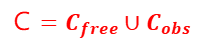 C = C_free ∪ C_obs